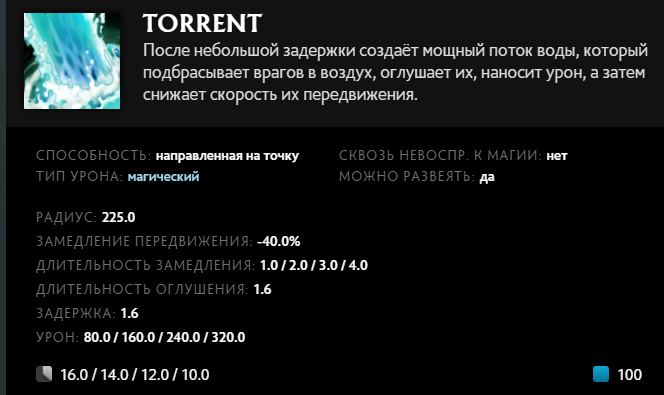 TORRENT
После небольшой задержки создаёт мощный поток воды, который
подбрасывает врагов в воздух, оглушает их, наносит урон, а затем
снижает скорость их передвижения.
СПОСОБНОСТЬ: направленная на точку СКВОЗЬ НЕВОСПР. К МАГИИ: нет
ТИП УРОНА: магический МОЖНО РАЗВЕЯТЬ: да
РАДИУС: 225.0
ЗАМЕДЛЕНИЕ ПЕРЕДВИЖЕНИЯ: -40.0%
ДЛИТЕЛЬНОСТЬ ЗАМЕДЛЕНИЯ: 1.0 / 2.0 / 3.0 / 4.0
ДЛИТЕЛЬНОСТЬ ОГЛУШЕНИЯ: 1.6
ЗАДЕРЖКА: 1.6
УРОН: 80.0 / 160.0 / 240.0 / 320.0
16.0 / 14.0 / 12.0 / 10.0 100